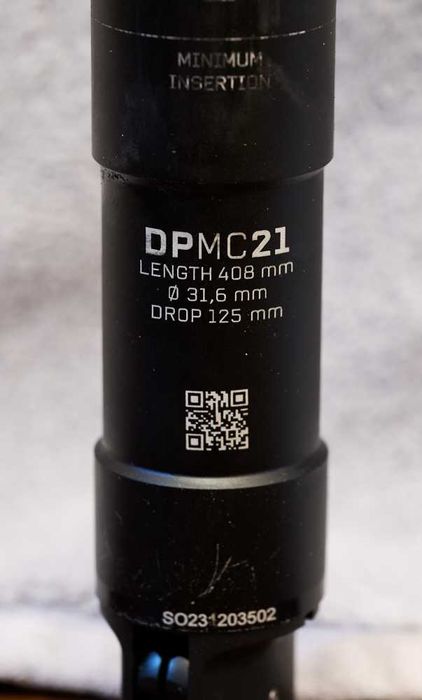 MINIMUM
INSERTION
DPMC21
LENGTH 408 mm
Ø 31,6 mm
DROP 125 mm
SO231203502